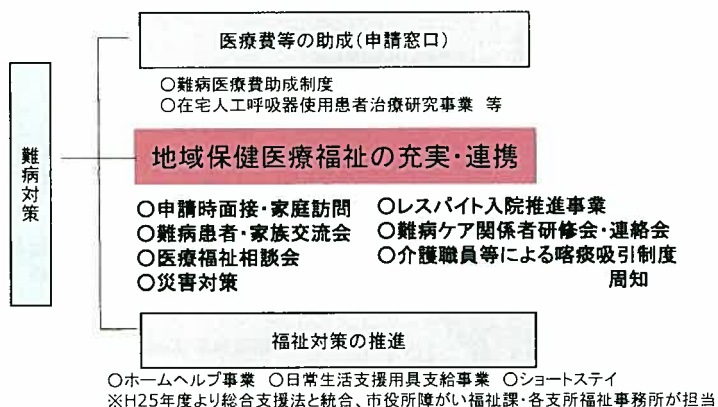 難病対策
医療費等の助成(申請窓口)
○難病医療費助成制度
○在宅人工呼吸器使用患者治療研究事業 等
地域保健医療福祉の充実・連携
○申請時面接・家庭訪問
○難病患者・家族交流会
○医療福祉相談会
○災害対策
○レスパイト入院推進事業
○難病ケア関係者研修会・連絡会
○介護職員等による喀痰吸引制度
周知
福祉対策の推進
○ホームヘルプ事業 ○日常生活支援用具支給事業 ○ショートステイ
※H25年度より総合支援法と統合、市役所障がい福祉課・各支所福祉事務所が担当